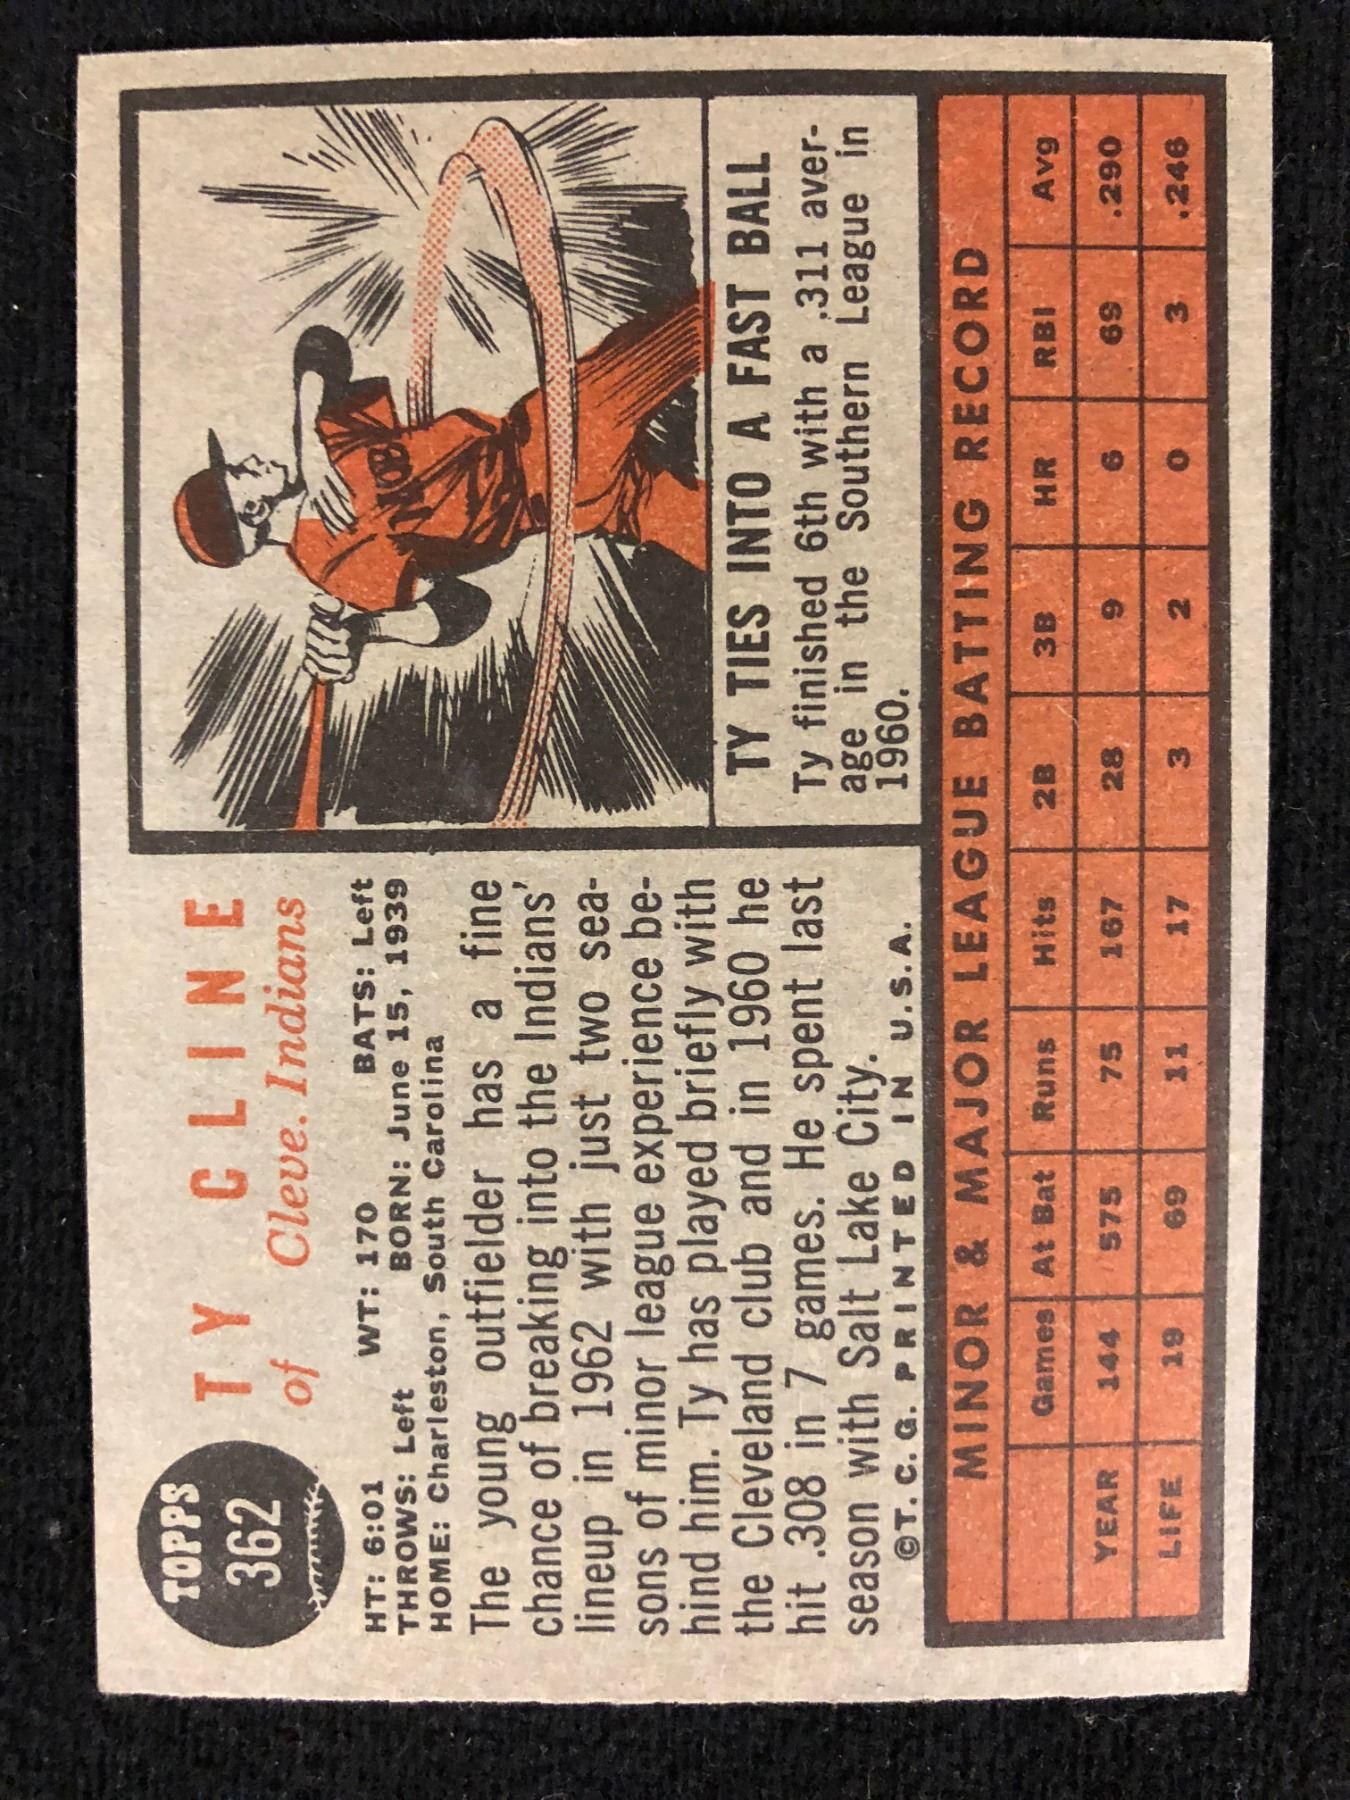 TOPPS
362
TY CLINE
of Cleve. Indians
HT: 6:01 WT: 170 BATS: Left
THROWS: Left BORN: June 15, 1939
HOME: Charleston, South Carolina
The young outfielder has a fine
chance of breaking into the Indians'
lineup in 1962 with just two sea-
sons of minor league experience be-
hind him. Ty has played briefly with
the Cleveland club and in 1960 he
hit .308 in 7 games. He spent last
season with Salt Lake City.
©T.C.G. PRINTED IN U.S.A.
MOB
TY TIES INTO A FAST BALL
Ty finished 6th with a .311 aver-
age in the Southern League in
1960.
MINOR & MAJOR LEAGUE BATTING RECORD
Games At Bat Runs Hits 2B 3B HR RBI Avg
YEAR 144 575 75 167 28 9 6 69 .290
LIFE 19 69 11 17 3 2 0 3 .246